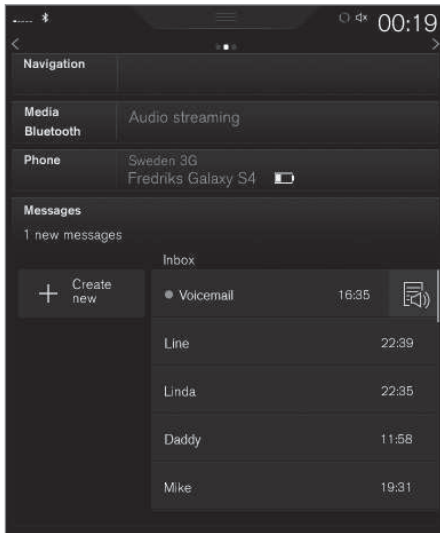 00:19
Navigation
Media
Bluetooth
Audio streaming
Phone
Sweden 3G
Fredriks Galaxy S4
Messages
1 new messages
Inbox
Create
new
Voicemail 16:35
Line 22:39
Linda 22:35
Daddy 11:58
Mike 19:31